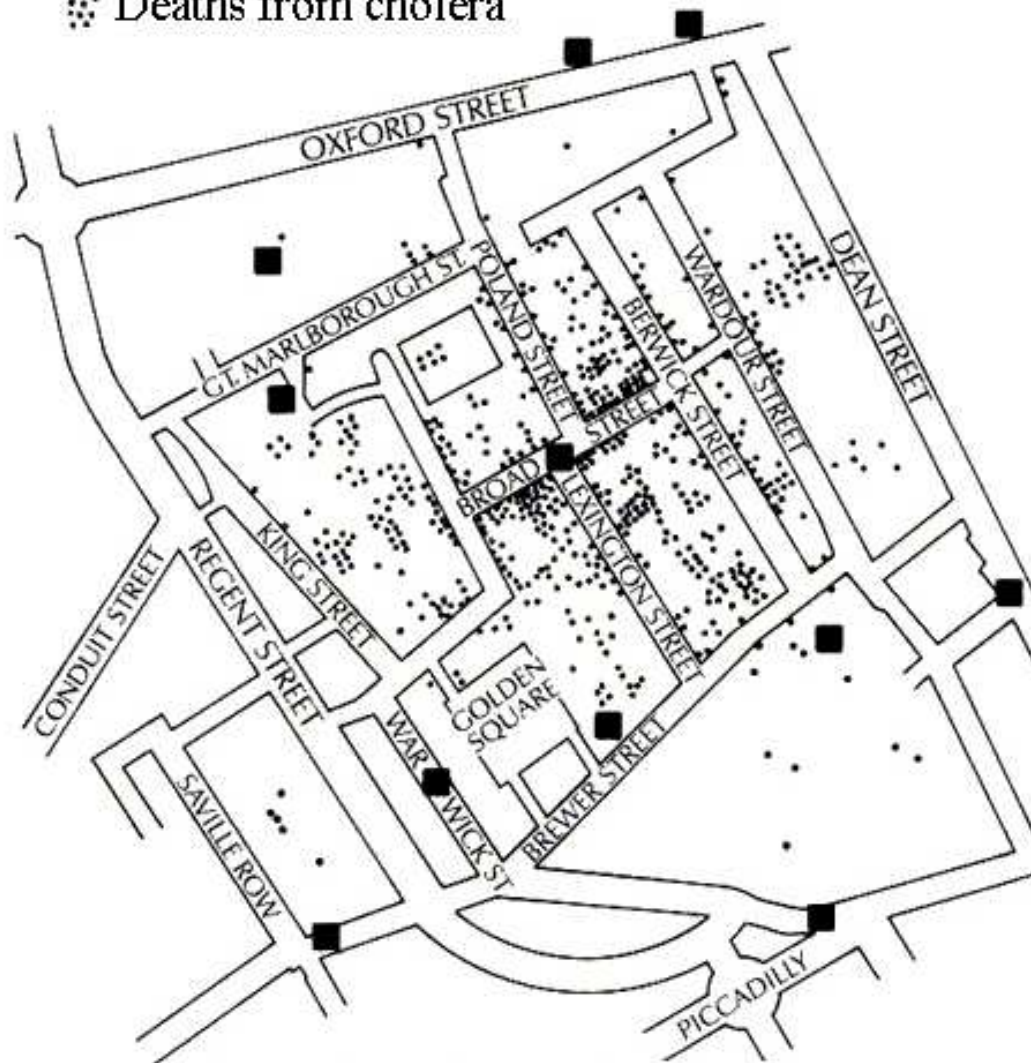 Deaths from cholera
OXFORD STREET
GT. MARLBOROUGH ST.
POLAND STREET
BERWICK STREET
WARDOUR STREET
DEAN STREET
BROAD STREET
LEXINGTON STREET
KING STREET
REGENT STREET
CONDUIT STREET
GOLDEN
SQUARE
WARWICK ST
BREWER STREET
SAVILLE ROW
PICCADILLY